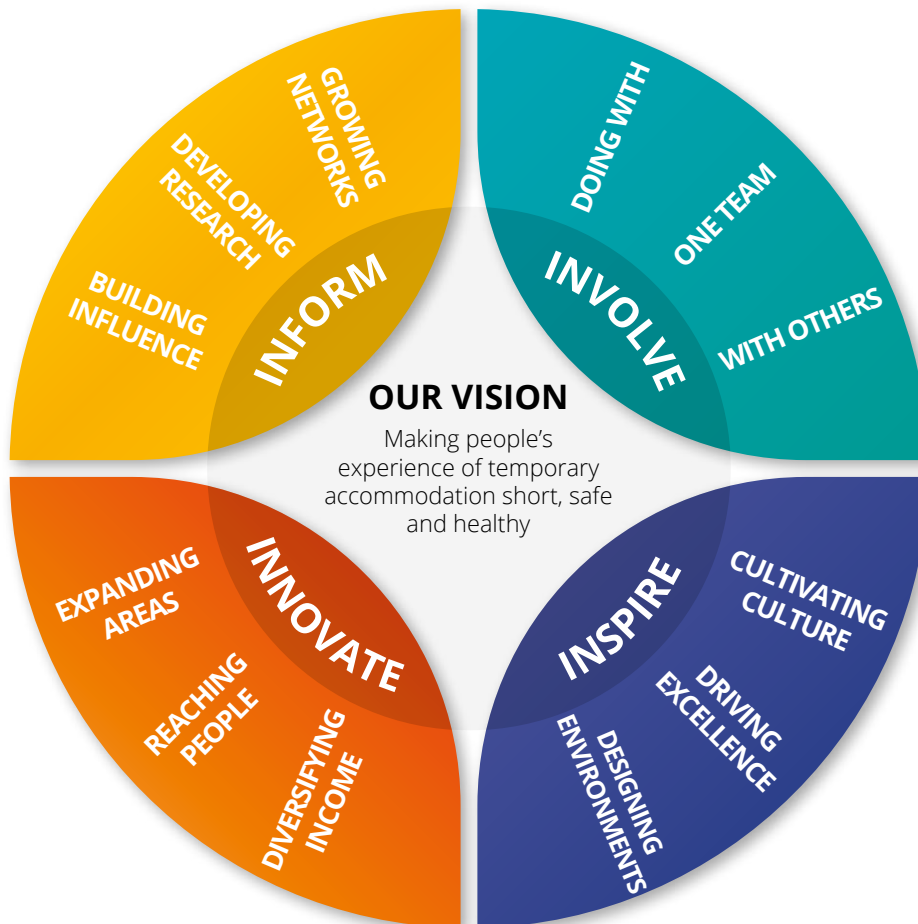 GROWING
NETWORKS
DEVELOPING
RESEARCH
BUILDING
INFLUENCE
INFORM
DOING WITH
ONE TEAM
WITH OTHERS
INVOLVE
OUR VISION
Making people’s
experience of temporary
accommodation short, safe
and healthy
EXPANDING
AREAS
REACHING
PEOPLE
DIVERSIFYING
INCOME
INNOVATE
INSPIRE
CULTIVATING
CULTURE
DRIVING
EXCELLENCE
DESIGNING
ENVIRONMENTS